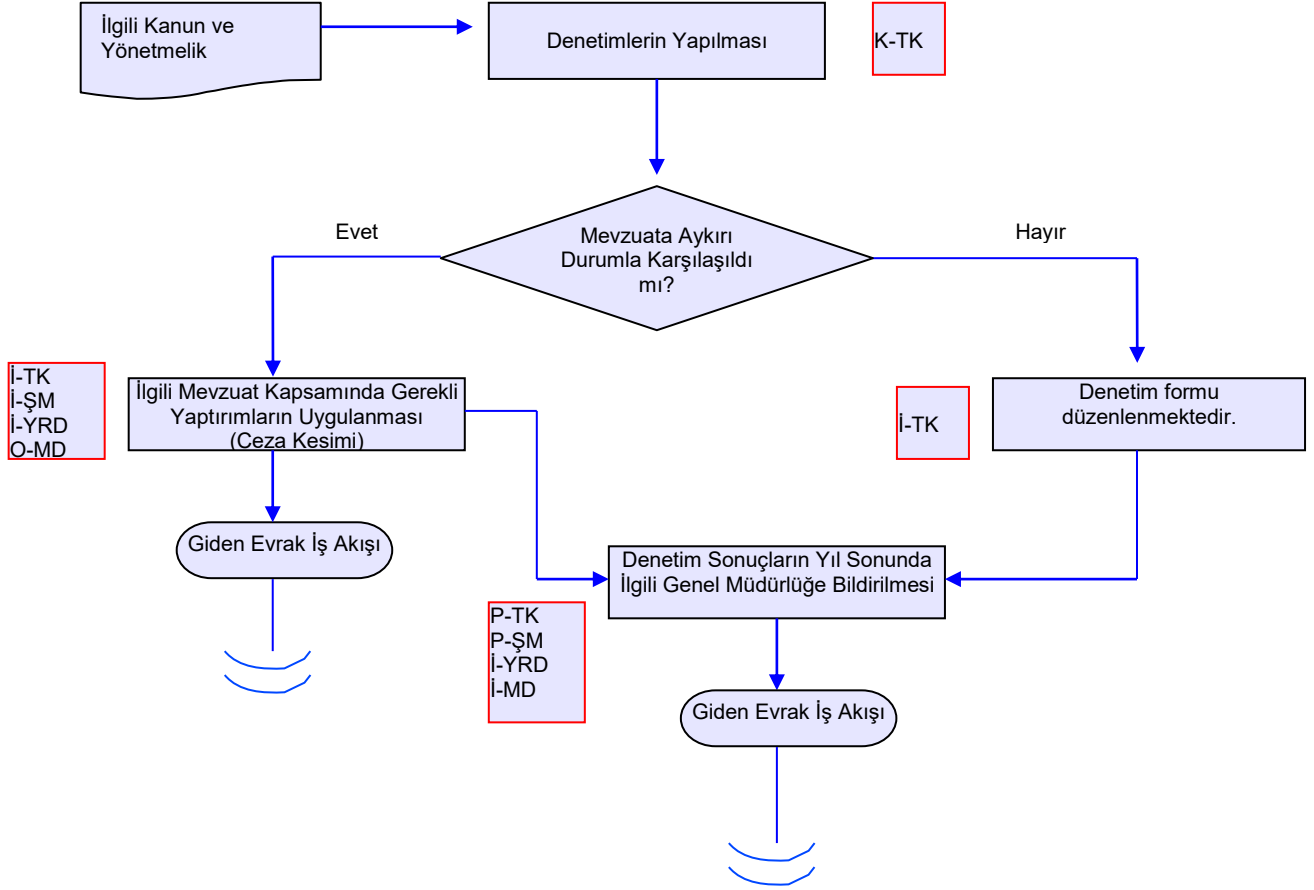 İlgili Kanun ve
Yönetmelik
Denetimlerin Yapılması
K-TK
Mevzuata Aykırı
Durumla Karşılaşıldı
mı?
Evet
Hayır
İ-TK
İ-ŞM
İ-YRD
O-MD
İlgili Mevzuat Kapsamında Gerekli
Yaptırımların Uygulanması
(Ceza Kesimi)
İ-TK
Denetim formu
düzenlenmektedir.
Giden Evrak İş Akışı
Denetim Sonuçların Yıl Sonunda
İlgili Genel Müdürlüğe Bildirilmesi
P-TK
P-ŞM
İ-YRD
İ-MD
Giden Evrak İş Akışı